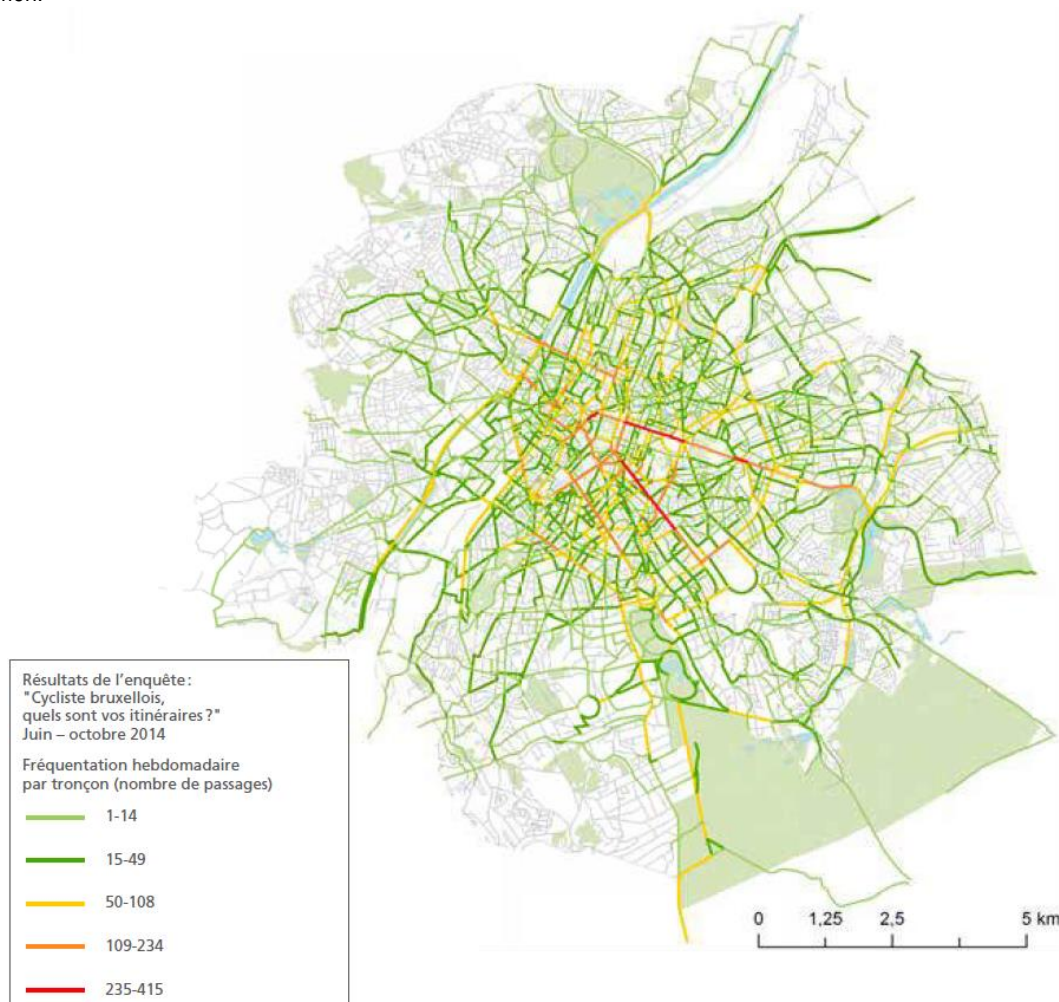 Résultats de l'enquête :
"Cycliste bruxellois,
quels sont vos itinéraires ?"
Juin – octobre 2014
Fréquentation hebdomadaire
par tronçon (nombre de passages)
1-14
15-49
50-108
109-234
235-415
0 1,25 2,5 5 km